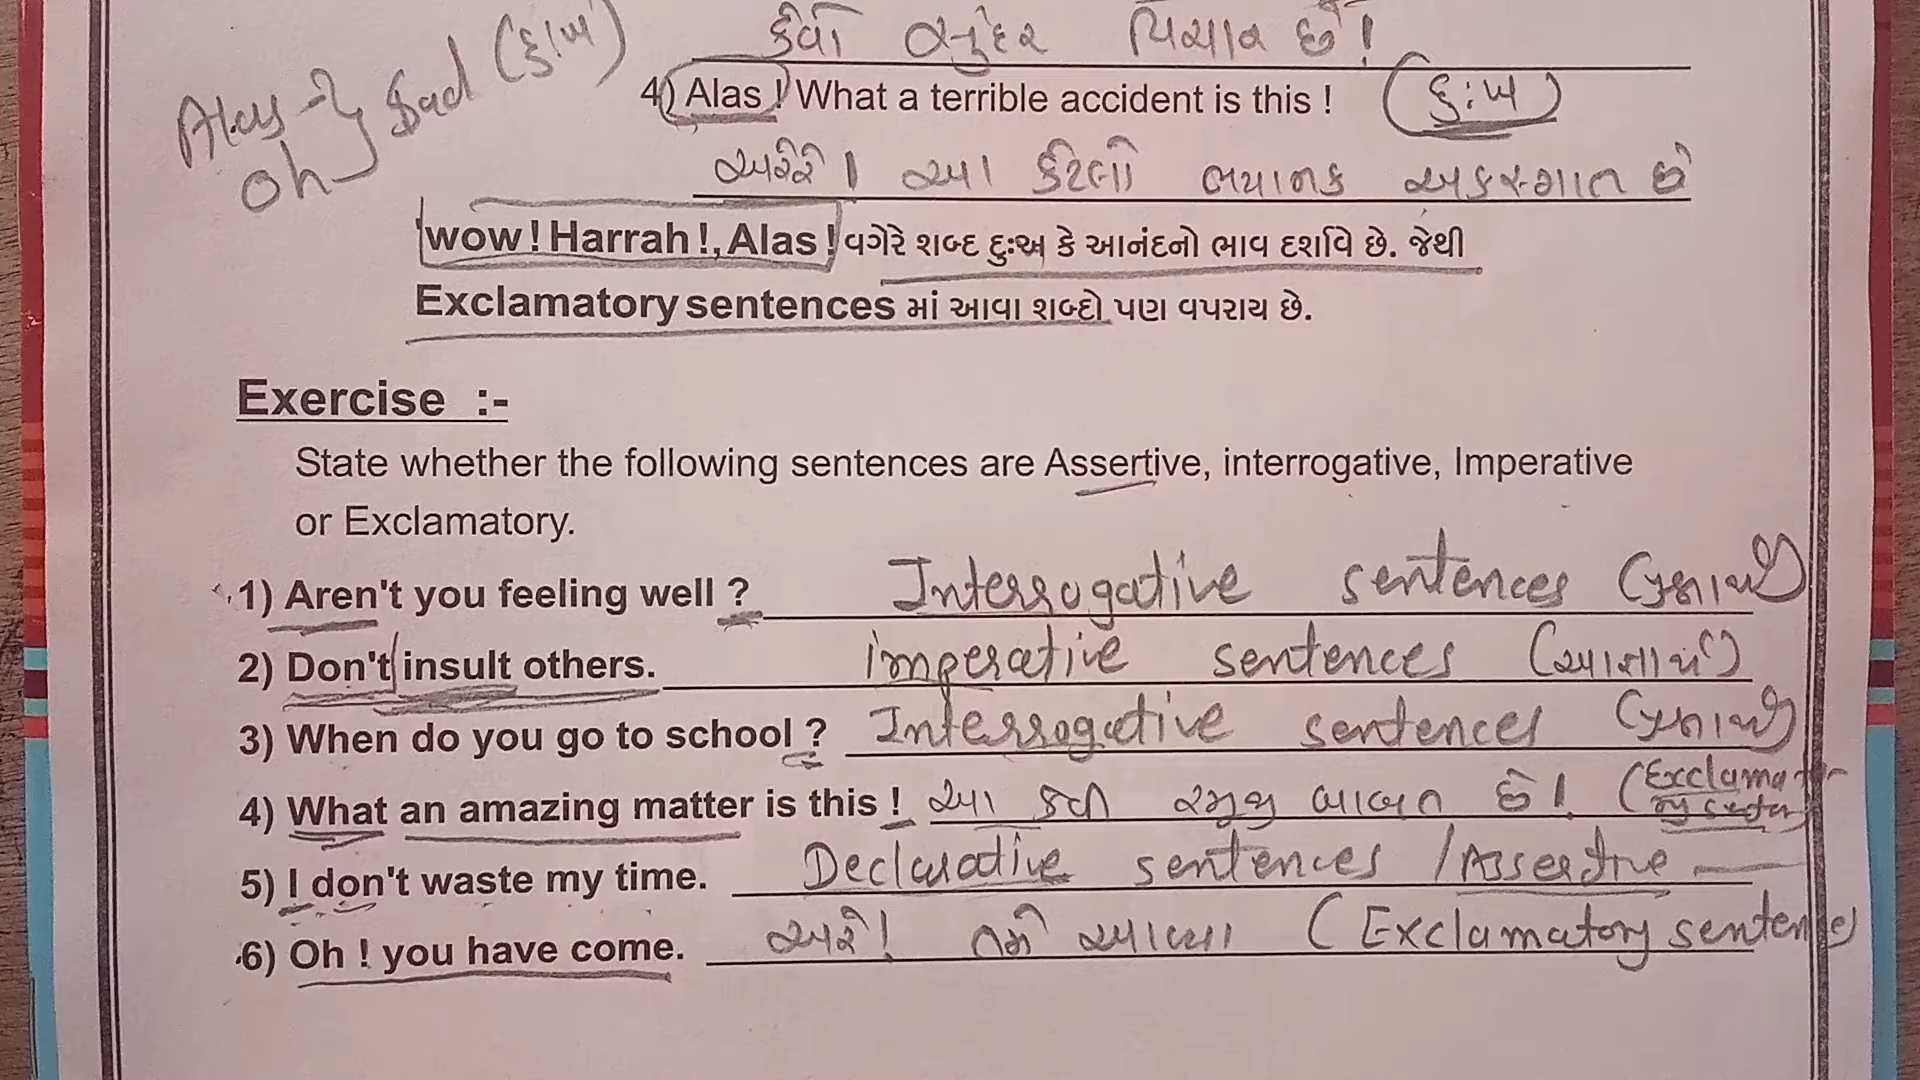 કેવો સુંદર વિચાર છે!
Alas Sad (દુ:ખ)
oh
4) Alas ! What a terrible accident is this ! (દુ:ખ)
અરેરે ! આ કેટલો ભયાનક અકસ્માત છે
wow ! Harrah !, Alas ! વગેરે શબ્દ દુઃઅ કે આનંદનો ભાવ દર્શાવે છે. જેથી
Exclamatory sentences માં આવા શબ્દો પણ વપરાય છે.
Exercise :-
State whether the following sentences are Assertive, interrogative, Imperative
or Exclamatory.
1) Aren't you feeling well ? Interrogative sentences
2) Don't insult others. imperative sentences
3) When do you go to school ? Interrogative sentences
4) What an amazing matter is this ! આ છે! (Exclamatory
5) I don't waste my time. Declarative sentences / Assertive
6) Oh ! you have come. અરે! તમે આવ્યા (Exclamatory sentence)